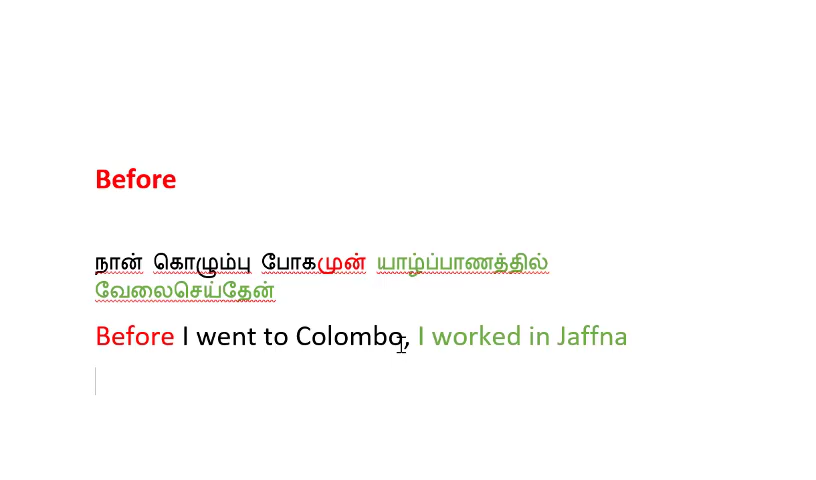 Before
நான் கொழும்பு போகமுன் யாழ்ப்பாணத்தில்
வேலைசெய்தேன்
Before I went to Colombo, I worked in Jaffna